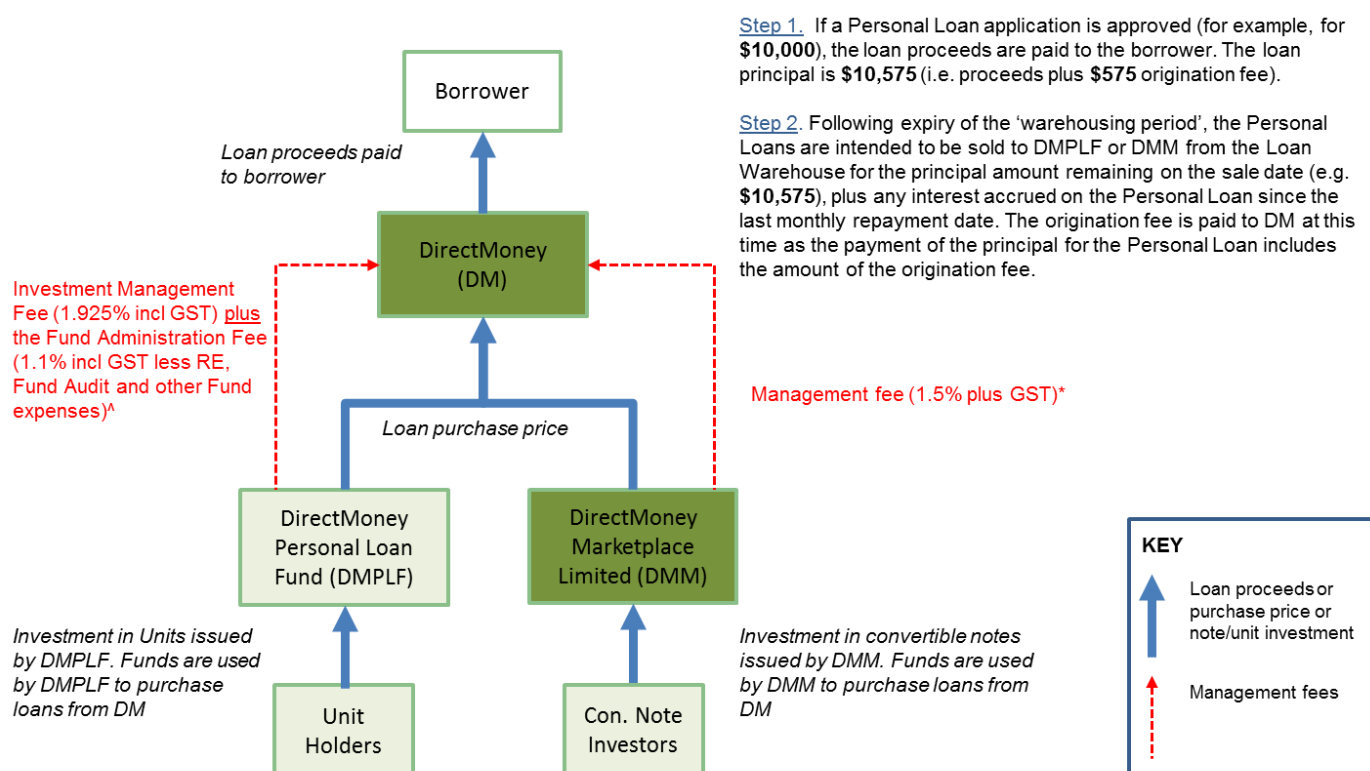 Step 1. If a Personal Loan application is approved (for example, for
$10,000), the loan proceeds are paid to the borrower. The loan
principal is $10,575 (i.e. proceeds plus $575 origination fee).
Step 2. Following expiry of the ‘warehousing period’, the Personal
Loans are intended to be sold to DMPLF or DMM from the Loan
Warehouse for the principal amount remaining on the sale date (e.g.
$10,575), plus any interest accrued on the Personal Loan since the
last monthly repayment date. The origination fee is paid to DM at this
time as the payment of the principal for the Personal Loan includes
the amount of the origination fee.
Borrower
Loan proceeds paid
to borrower
DirectMoney
(DM)
Investment Management
Fee (1.925% incl GST) plus
the Fund Administration Fee
(1.1% incl GST less RE,
Fund Audit and other Fund
expenses)^
Management fee (1.5% plus GST)*
Loan purchase price
DirectMoney
Personal Loan
Fund (DMPLF)
DirectMoney
Marketplace
Limited (DMM)
Investment in Units issued
by DMPLF. Funds are used
by DMPLF to purchase
loans from DM
Investment in convertible notes
issued by DMM. Funds are used
by DMM to purchase loans from
DM
Unit
Holders
Con. Note
Investors
KEY
Loan proceeds or
purchase price or
note/unit investment
Management fees